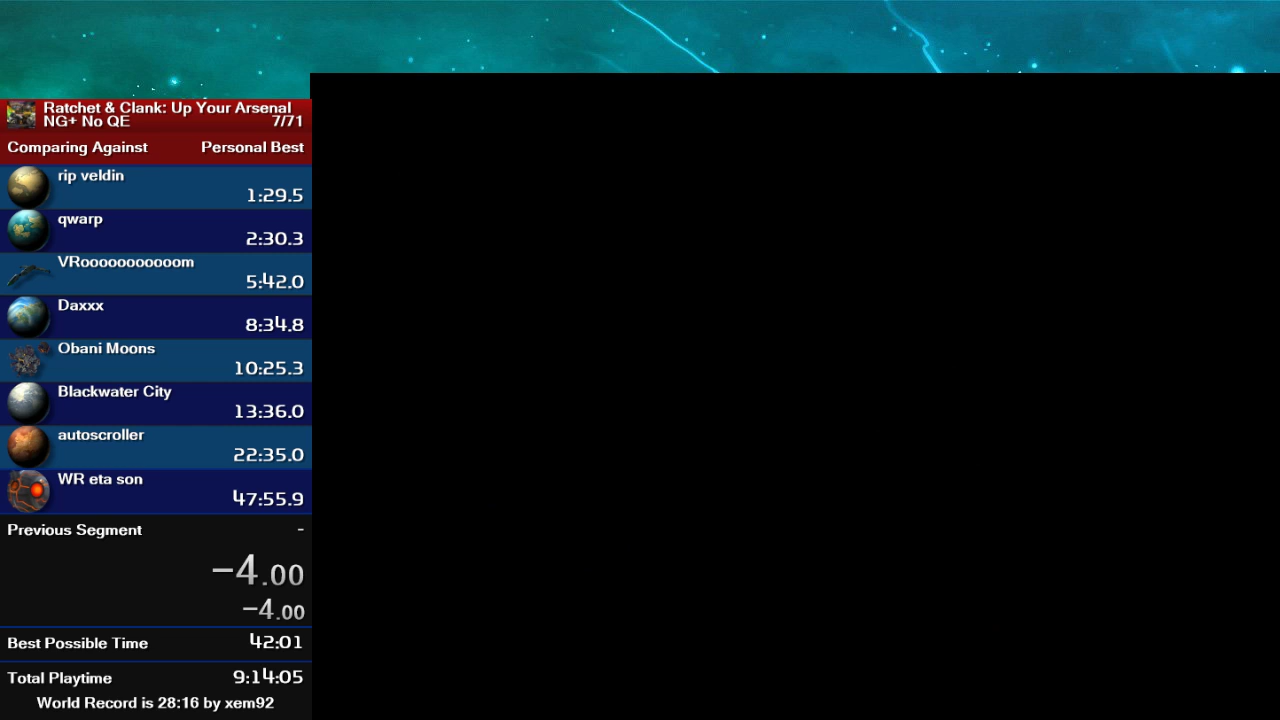 Ratchet & Clank: Up Your Arsenal
NG+ No QE 7/71
Comparing Against Personal Best
rip veldin
1:29.5
qwarp
2:30.3
VRooooooooooom
5:42.0
Daxxx
8:34.8
Obani Moons
10:25.3
Blackwater City
13:36.0
autoscroller
22:35.0
WR eta son
47:55.9
Previous Segment -
-4.00
-4.00
Best Possible Time 42:01
Total Playtime 9:14:05
World Record is 28:16 by xem92